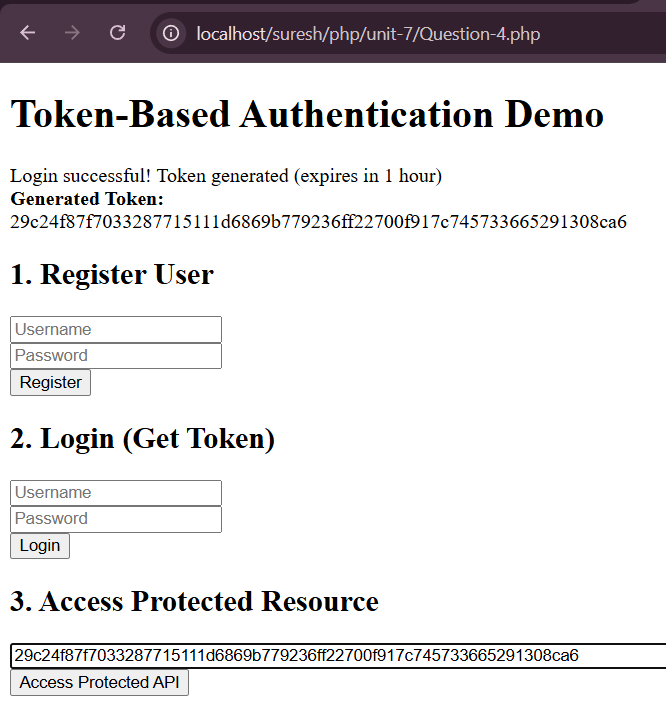 localhost/suresh/php/unit-7/Question-4.php
Token-Based Authentication Demo
Login successful! Token generated (expires in 1 hour)
Generated Token:
29c24f87f7033287715111d6869b779236ff22700f917c745733665291308ca6
1. Register User
Username
Password
Register
2. Login (Get Token)
Username
Password
Login
3. Access Protected Resource
29c24f87f7033287715111d6869b779236ff22700f917c745733665291308ca6
Access Protected API